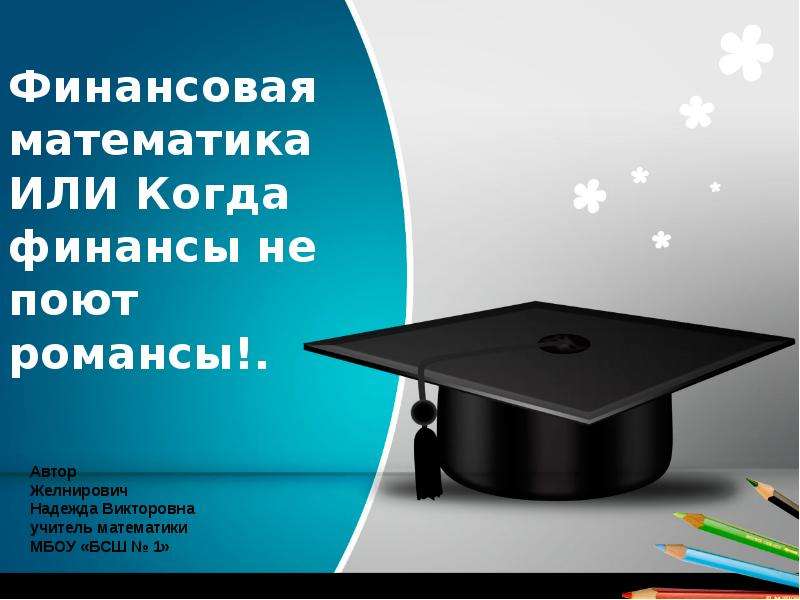 Финансовая
математика
ИЛИ Когда
финансы не
поют
романсы!.
Автор
Желнирович
Надежда Викторовна
учитель математики
МБОУ «БСШ № 1»